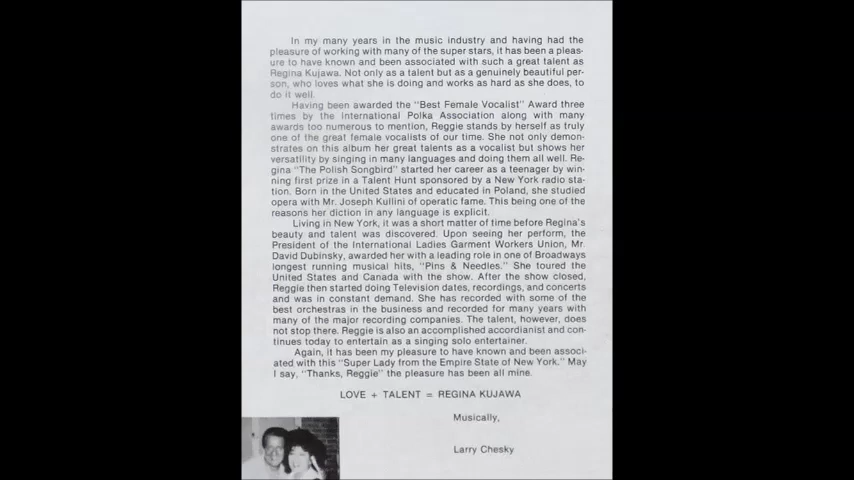 In my many years in the music industry and having had the
pleasure of working with many of the super stars, it has been a pleas-
ure to have known and been associated with such a great talent as
Regina Kujawa. Not only as a talent but as a genuinely beautiful per-
son, who loves what she is doing and works as hard as she does, to
do it well.
Having been awarded the "Best Female Vocalist" Award three
times by the International Polka Association along with many
awards too numerous to mention, Reggie stands by herself as truly
one of the great female vocalists of our time. She not only demon-
strates on this album her great talents as a vocalist but shows her
versatility by singing in many languages and doing them all well. Re-
gina "The Polish Songbird" started her career as a teenager by win-
ning first prize in a Talent Hunt sponsored by a New York radio sta-
tion. Born in the United States and educated in Poland, she studied
opera with Mr. Joseph Kullini of operatic fame. This being one of the
reasons her diction in any language is explicit.
Living in New York, it was a short matter of time before Regina's
beauty and talent was discovered. Upon seeing her perform, the
President of the International Ladies Garment Workers Union, Mr.
David Dubinsky, awarded her with a leading role in one of Broadways
longest running musical hits, "Pins & Needles." She toured the
United States and Canada with the show. After the show closed,
Reggie then started doing Television dates, recordings, and concerts
and was in constant demand. She has recorded with some of the
best orchestras in the business and recorded for many years with
many of the major recording companies. The talent, however, does
not stop there. Reggie is also an accomplished accordianist and con-
tinues today to entertain as a singing solo entertainer.
Again, it has been my pleasure to have known and been associ-
ated with this "Super Lady from the Empire State of New York." May
I say, "Thanks, Reggie" the pleasure has been all mine.
LOVE + TALENT = REGINA KUJAWA
Musically,
Larry Chesky